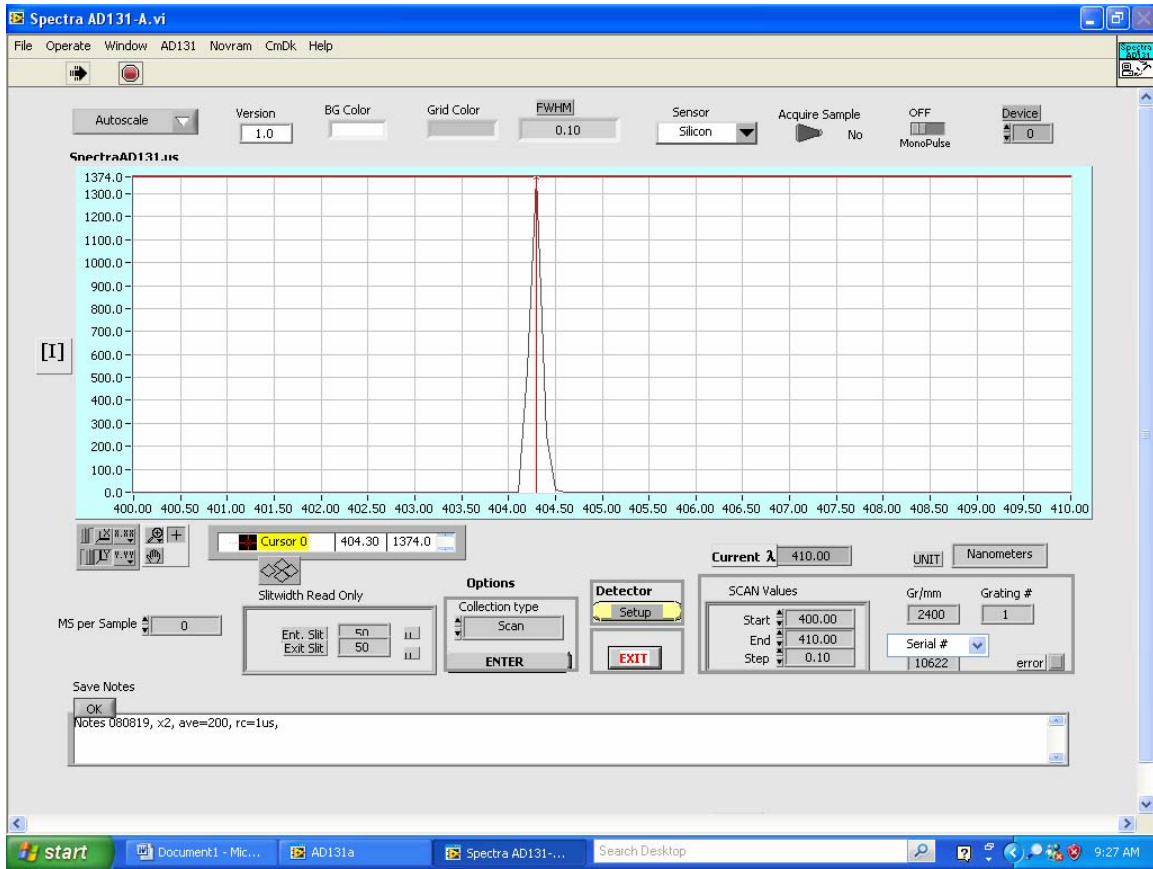 Spectra AD131-A.vi
File Operate Window AD131 Novram CmDk Help
Spectra
AD131
Autoscale
Version
1.0
BG Color
Grid Color
FWHM
0.10
Sensor
Silicon
Acquire Sample
No
OFF
MonoPulse
Device
0
SpectraAD131.us
1374.0
1300.0
1200.0
1100.0
1000.0
900.0
800.0
700.0
600.0
500.0
400.0
300.0
200.0
100.0
0.0
[I]
400.00 400.50 401.00 401.50 402.00 402.50 403.00 403.50 404.00 404.50 405.00 405.50 406.00 406.50 407.00 407.50 408.00 408.50 409.00 409.50 410.00
X X.XX
Y Y.YY
Cursor 0 404.30 1374.0
Current λ 410.00
UNIT Nanometers
MS per Sample 0
Slitwidth Read Only
Ent. Slit 50
Exit Slit 50
Options
Collection type
Scan
ENTER
Detector
Setup
EXIT
SCAN Values
Start 400.00
End 410.00
Step 0.10
Gr/mm
2400
Grating #
1
Serial #
10622
error
Save Notes
OK
Notes 080819, x2, ave=200, rc=1us,
start
Document1 - Mic...
AD131a
Spectra AD131-...
Search Desktop
9:27 AM